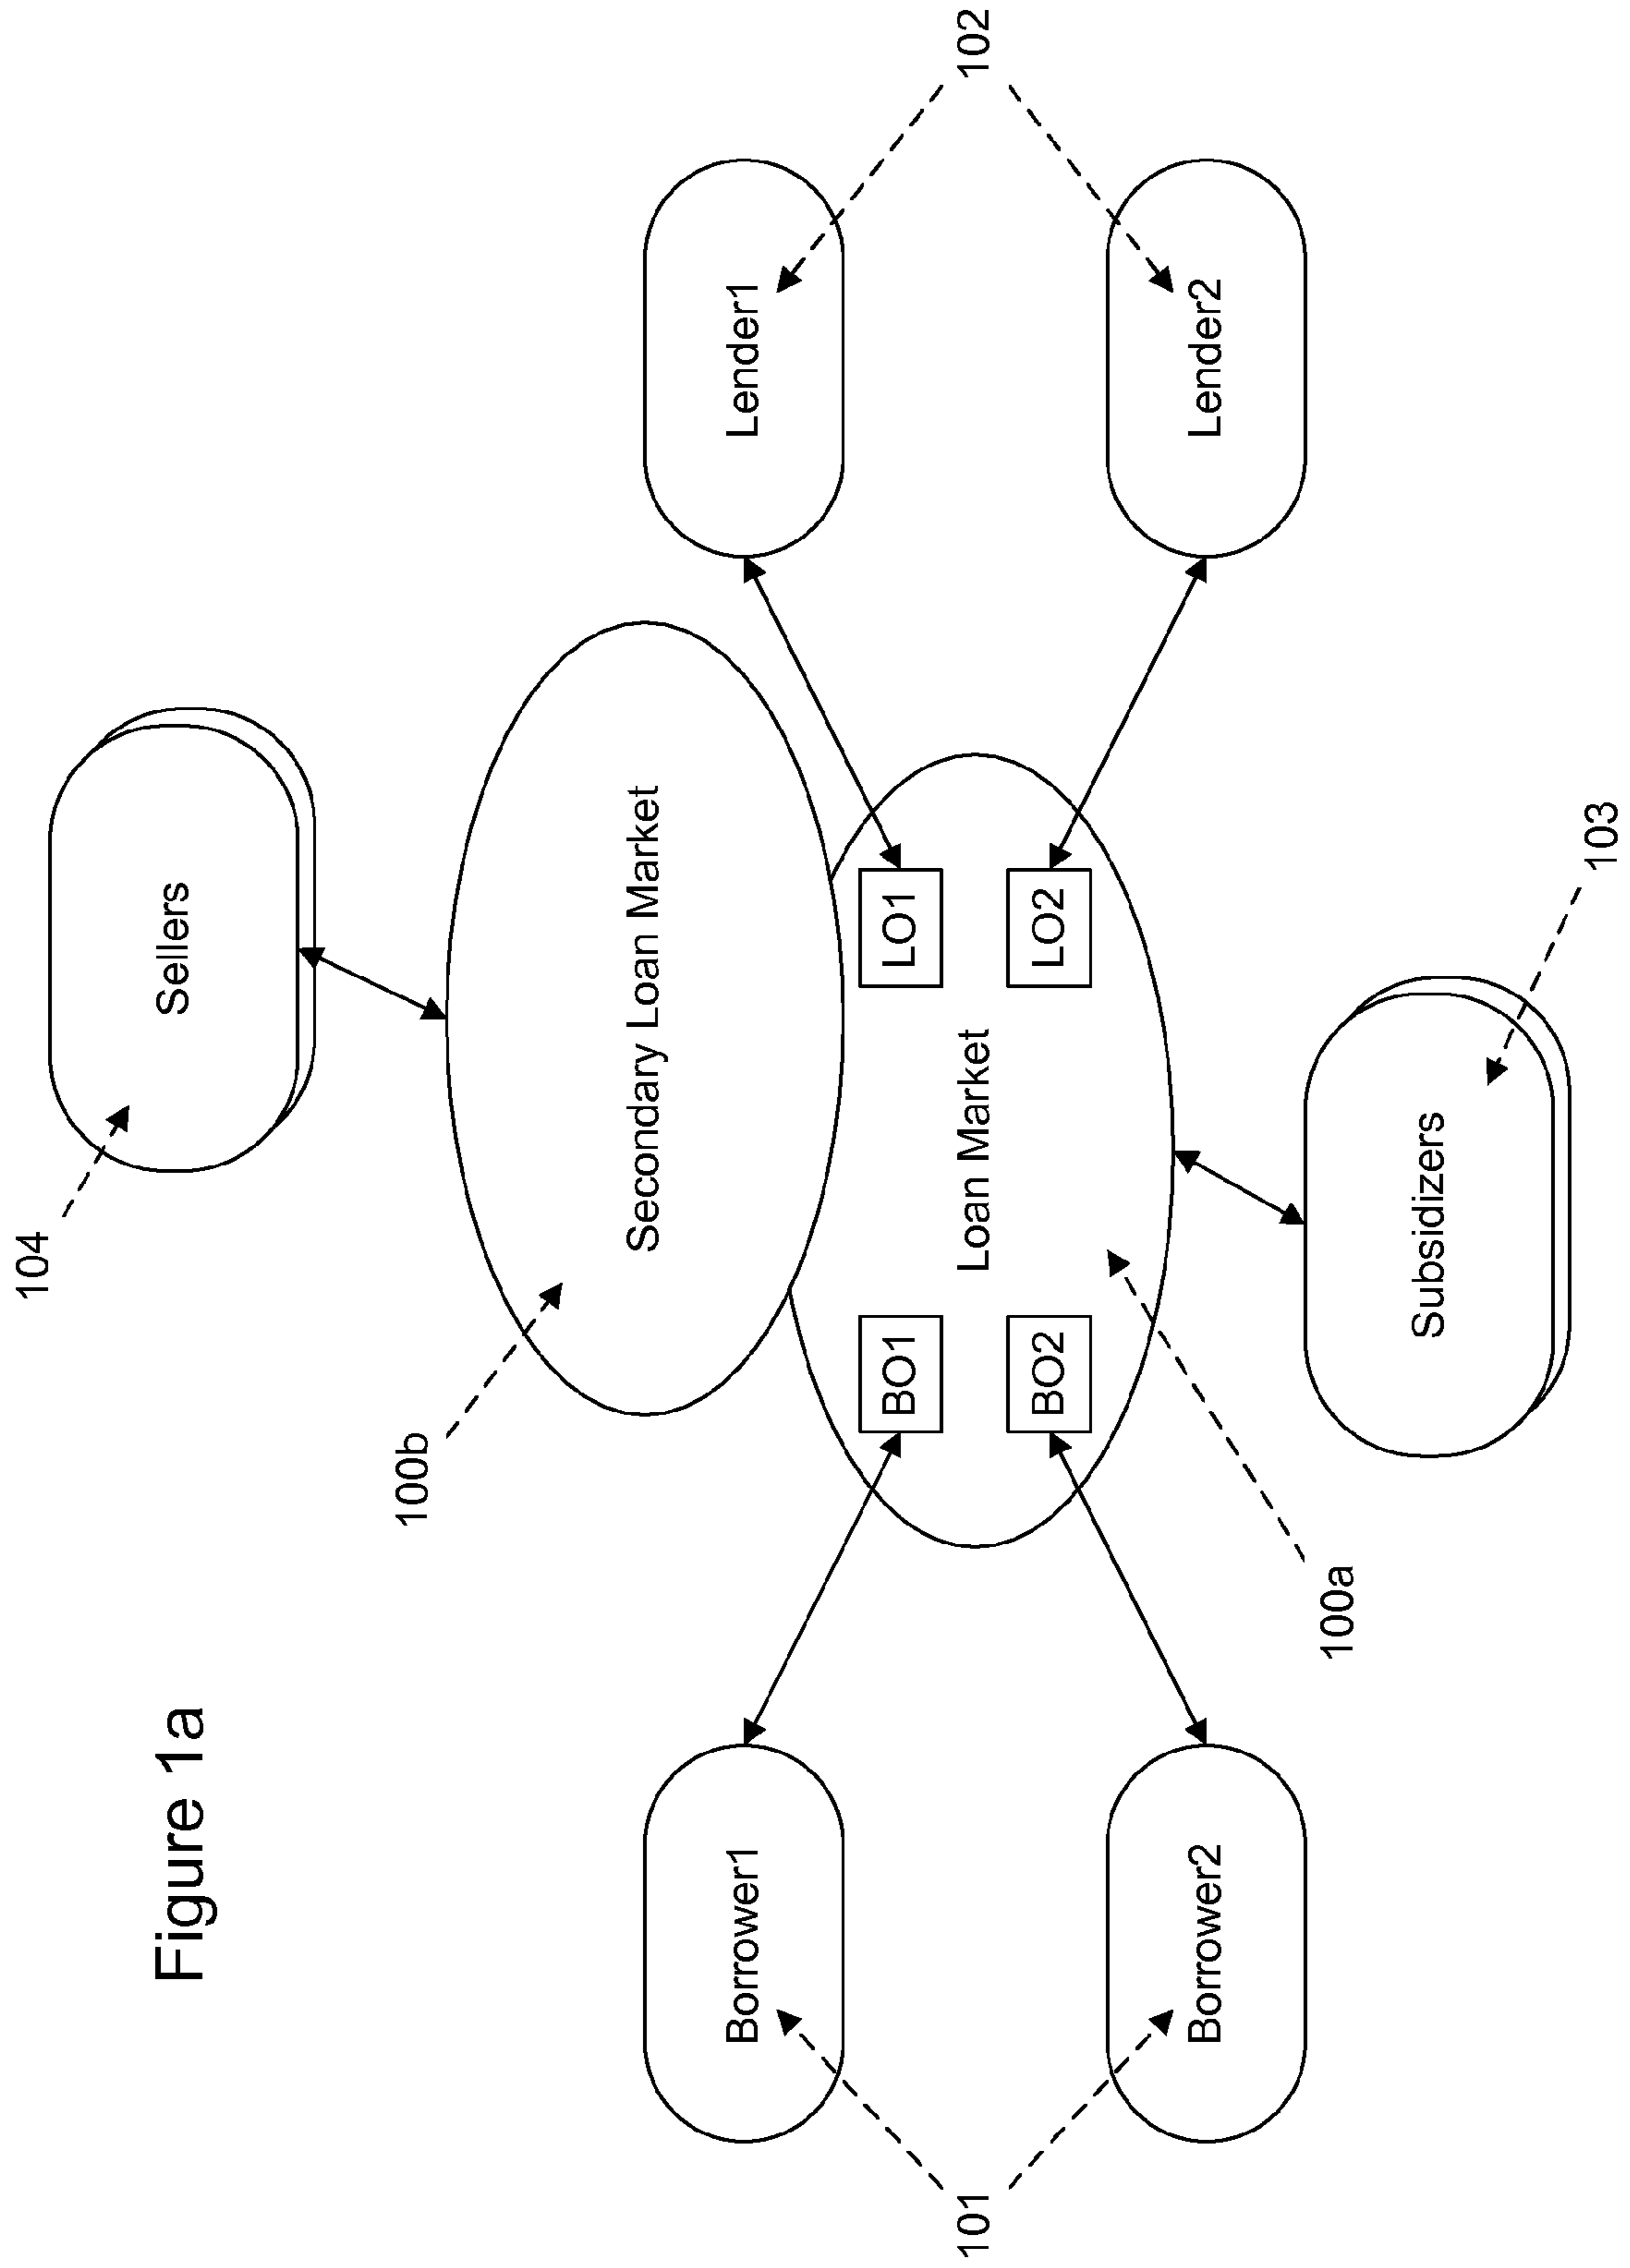 Figure 1a
104
Sellers
100b
Secondary Loan Market
Borrower1
BO1
LO1
Lender1
101
Loan Market
102
Borrower2
BO2
LO2
Lender2
100a
Subsidizers
103